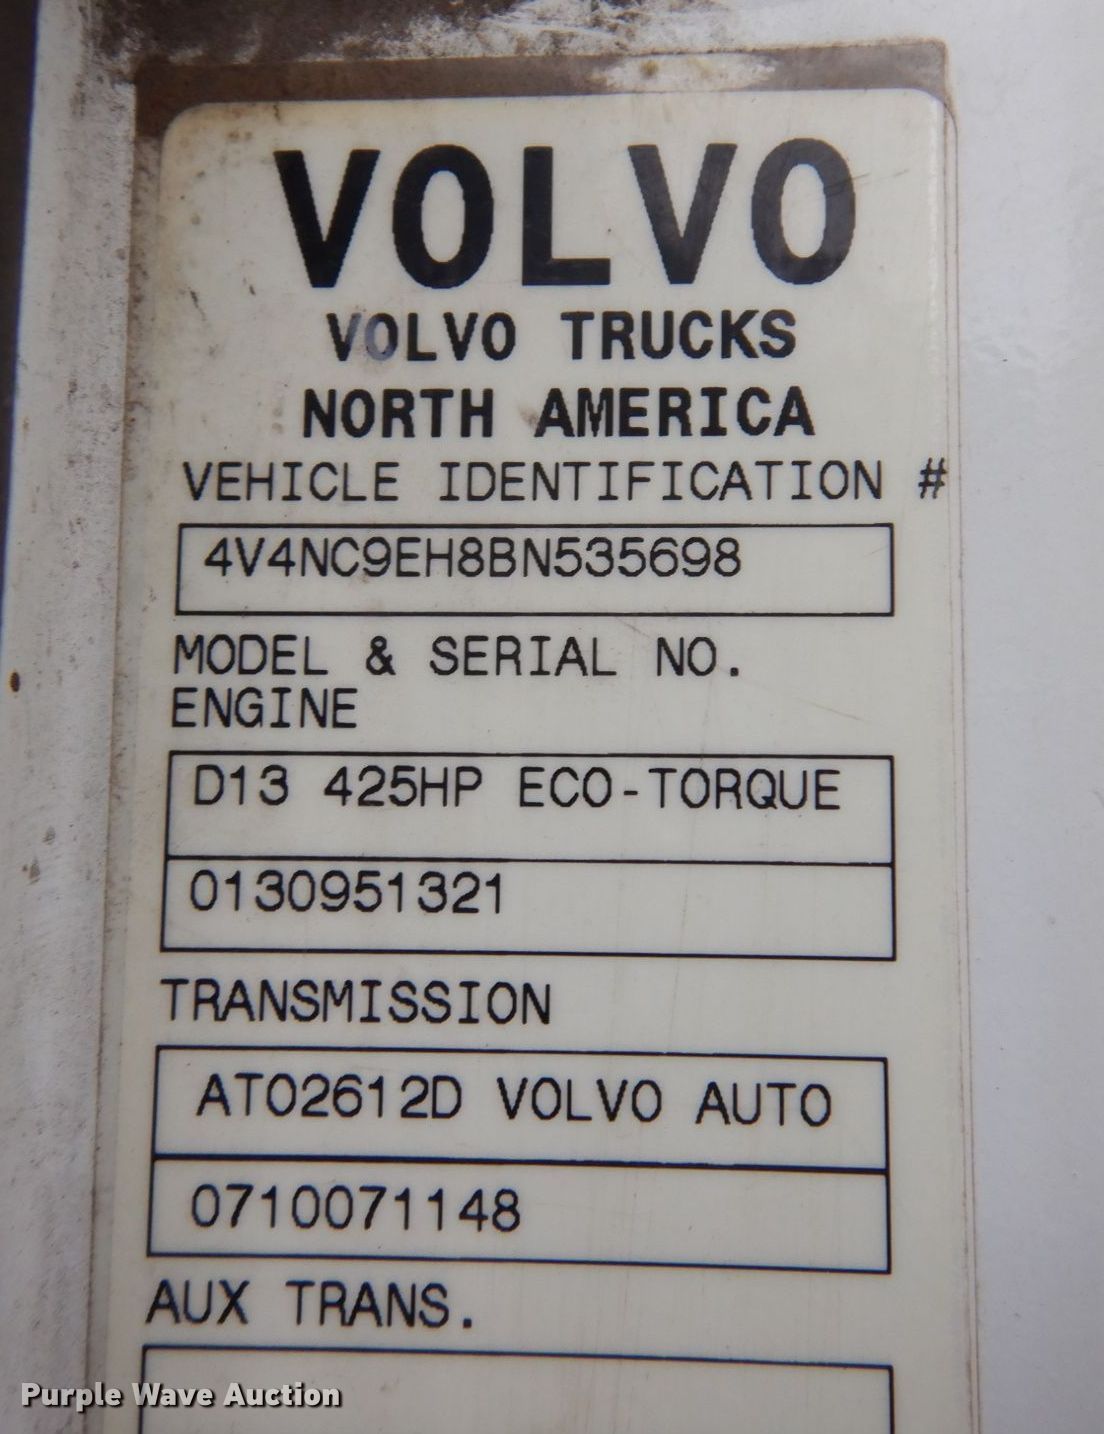 VOLVO
VOLVO TRUCKS
NORTH AMERICA
VEHICLE IDENTIFICATION #
4V4NC9EH8BN535698
MODEL & SERIAL NO.
ENGINE
D13 425HP ECO-TORQUE
0130951321
TRANSMISSION
ATO2612D VOLVO AUTO
0710071148
AUX TRANS.
Purple Wave Auction